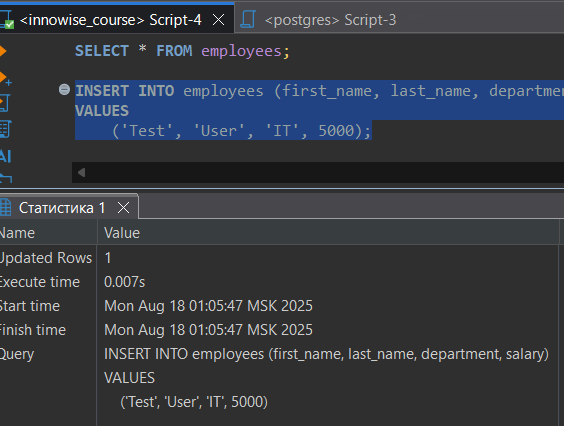 <innowise_course> Script-4
<postgres> Script-3
SELECT * FROM employees;
INSERT INTO employees (first_name, last_name, departme
VALUES
('Test', 'User', 'IT', 5000);
AI
Статистика 1
Name Value
Updated Rows 1
Execute time 0.007s
Start time Mon Aug 18 01:05:47 MSK 2025
Finish time Mon Aug 18 01:05:47 MSK 2025
Query INSERT INTO employees (first_name, last_name, department, salary)
VALUES
('Test', 'User', 'IT', 5000)